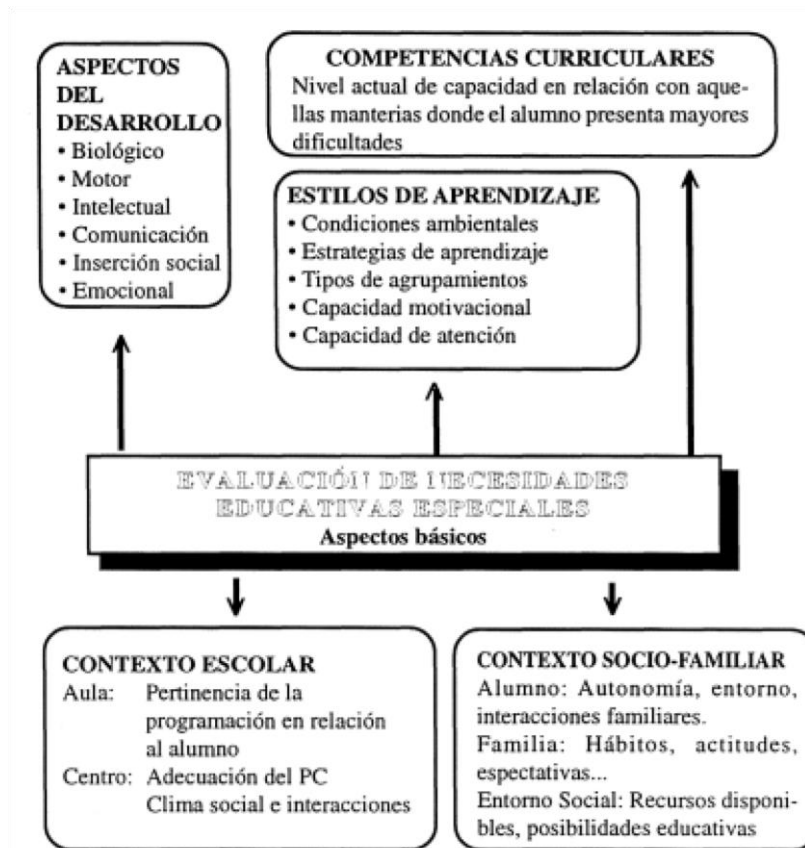 ASPECTOS
DEL
DESARROLLO
• Biológico
• Motor
• Intelectual
• Comunicación
• Inserción social
• Emocional
COMPETENCIAS CURRICULARES
Nivel actual de capacidad en relación con aque-
llas manterias donde el alumno presenta mayores
dificultades
ESTILOS DE APRENDIZAJE
• Condiciones ambientales
• Estrategias de aprendizaje
• Tipos de agrupamientos
• Capacidad motivacional
• Capacidad de atención
EVALUACIÓN DE NECESIDADES
EDUCATIVAS ESPECIALES
Aspectos básicos
CONTEXTO ESCOLAR
Aula: Pertinencia de la
programación en relación
al alumno
Centro: Adecuación del PC
Clima social e interacciones
CONTEXTO SOCIO-FAMILIAR
Alumno: Autonomía, entorno,
interacciones familiares.
Familia: Hábitos, actitudes,
espectativas...
Entorno Social: Recursos disponi-
bles, posibilidades educativas